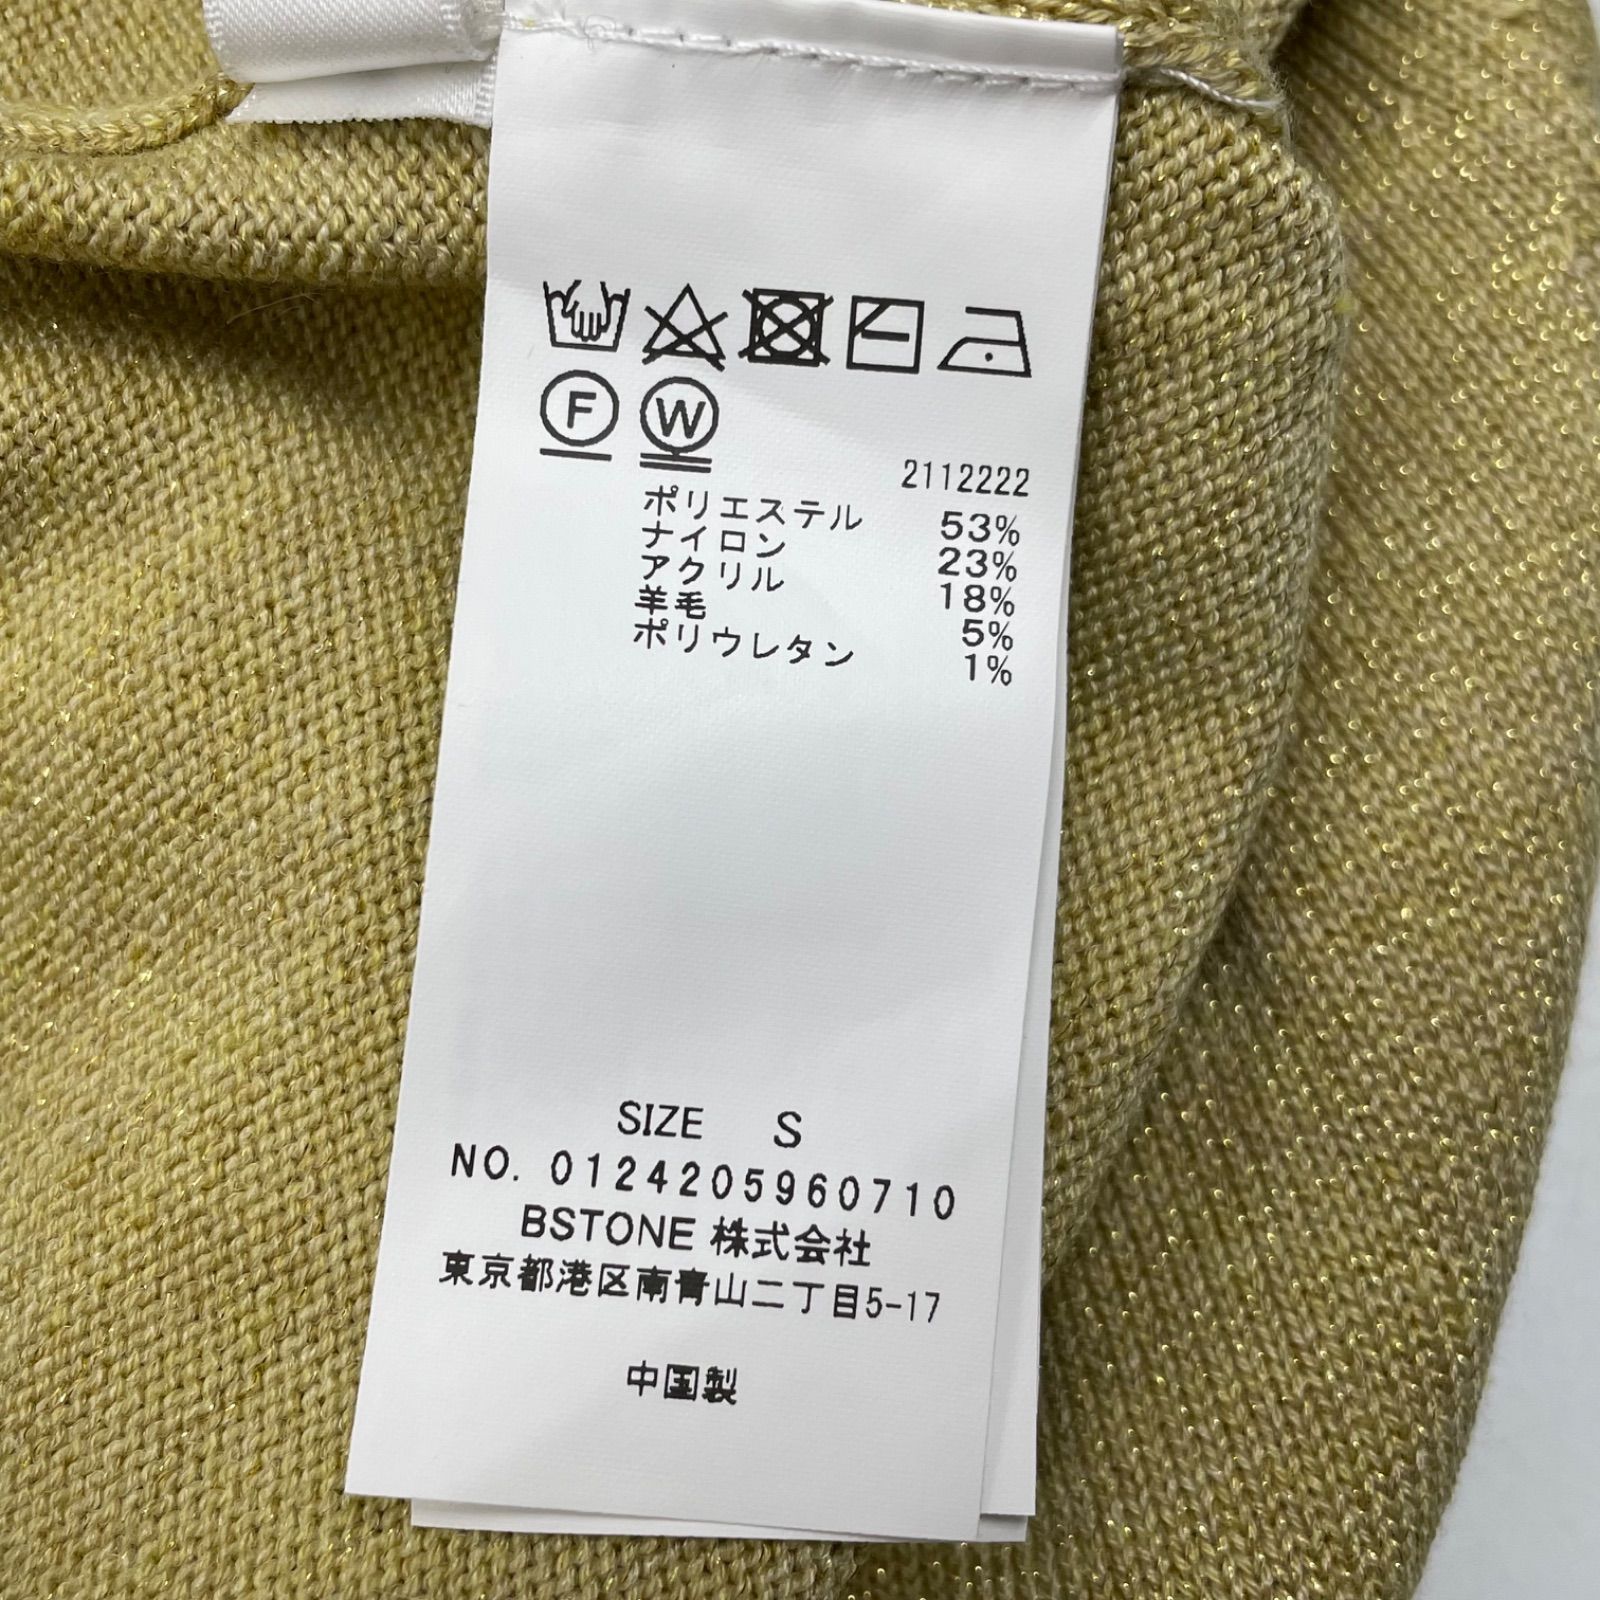 F W
2112222
ポリエステル 53%
ナイロン 23%
アクリル 18%
羊毛 5%
ポリウレタン 1%
SIZE S
NO. 0124205960710
BSTONE 株式会社
東京都港区南青山二丁目5-17
中国製